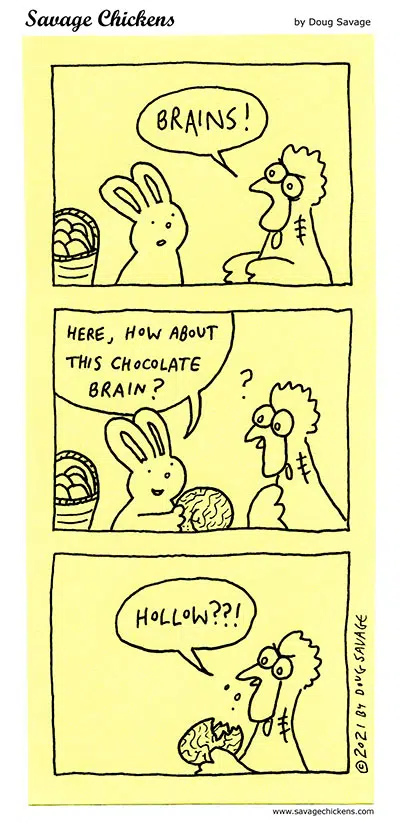 Savage Chickens
by Doug Savage
BRAINS!
HERE, HOW ABOUT
THIS CHOCOLATE
BRAIN?
?
HOLLOW??!
©2021 BY DOUG SAVAGE
www.savagechickens.com